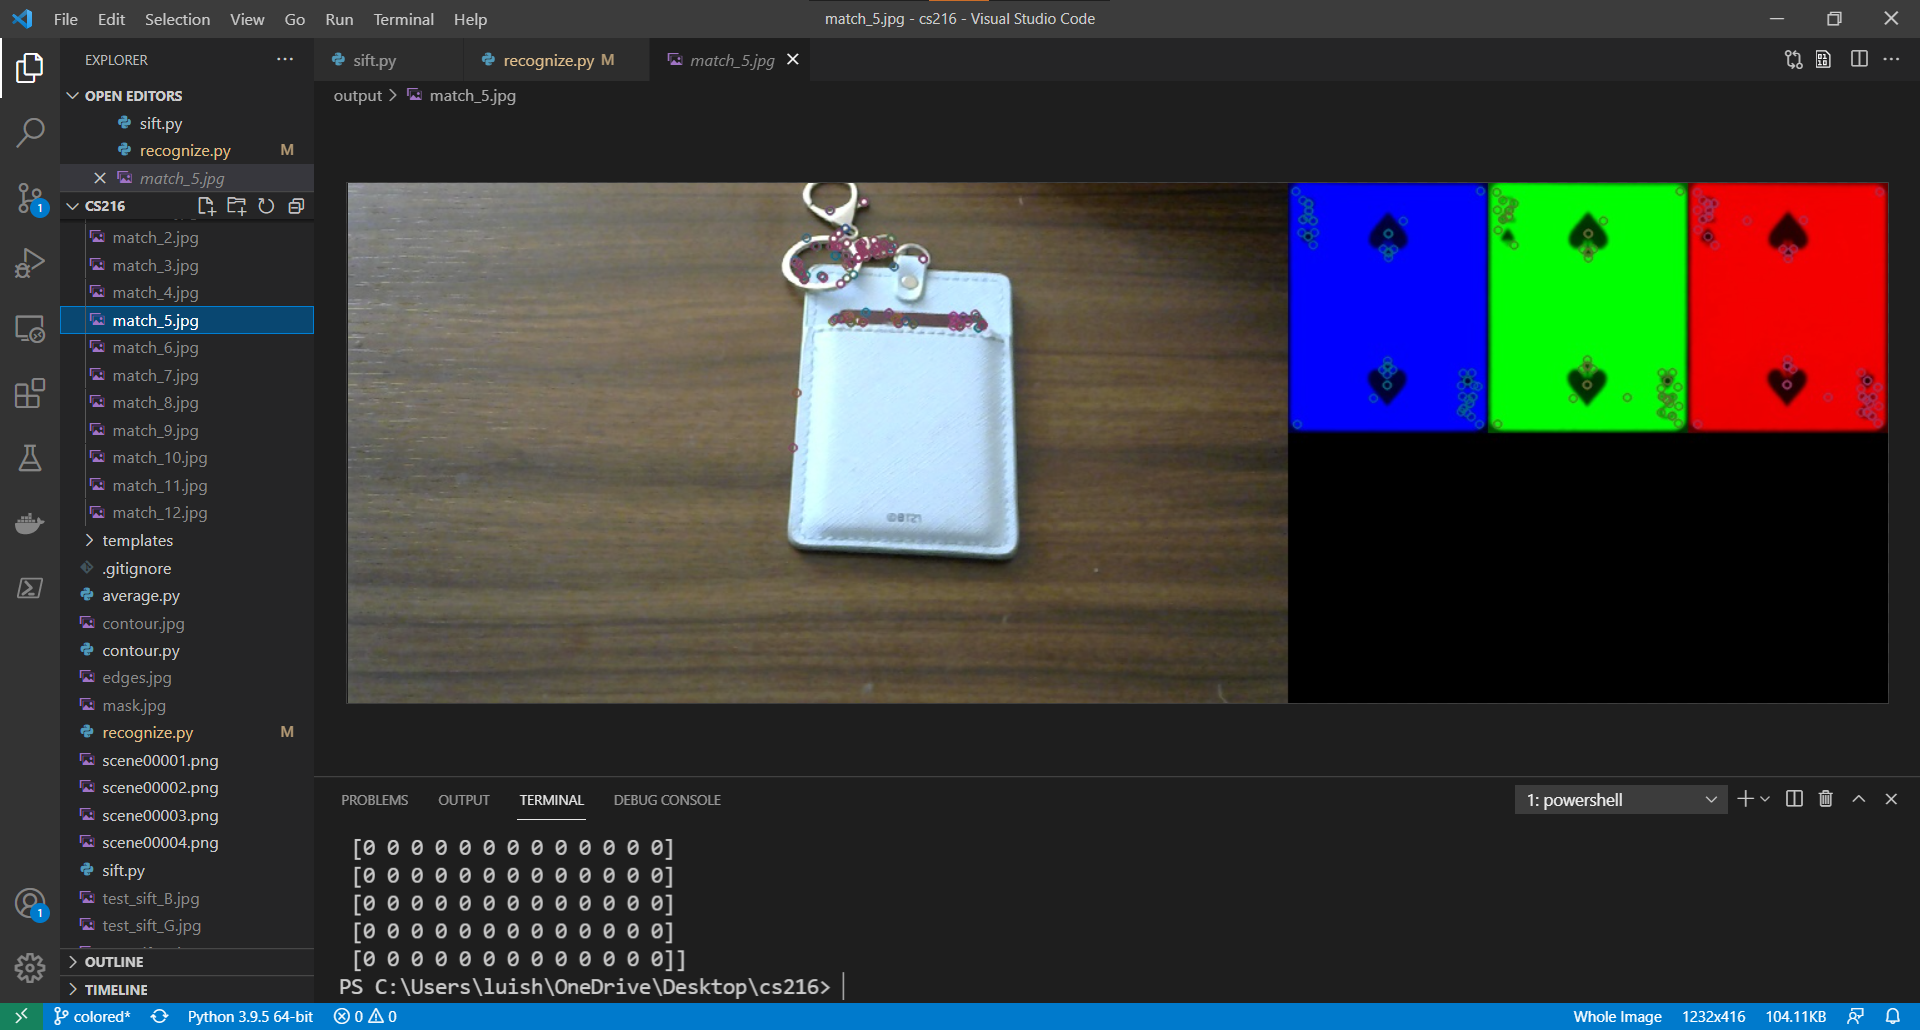 File Edit Selection View Go Run Terminal Help
match_5.jpg - cs216 - Visual Studio Code
EXPLORER
sift.py
recognize.py M
match_5.jpg
OPEN EDITORS
output > match_5.jpg
sift.py
recognize.py M
match_5.jpg
CS216
match_2.jpg
match_3.jpg
match_4.jpg
match_5.jpg
match_6.jpg
match_7.jpg
match_8.jpg
match_9.jpg
match_10.jpg
match_11.jpg
match_12.jpg
templates
.gitignore
average.py
contour.jpg
contour.py
edges.jpg
mask.jpg
recognize.py M
scene00001.png
scene00002.png
scene00003.png
scene00004.png
sift.py
test_sift_B.jpg
test_sift_G.jpg
OUTLINE
TIMELINE
©BT21
PROBLEMS OUTPUT TERMINAL DEBUG CONSOLE
1: powershell
[0 0 0 0 0 0 0 0 0 0 0 0 0]
[0 0 0 0 0 0 0 0 0 0 0 0 0]
[0 0 0 0 0 0 0 0 0 0 0 0 0]
[0 0 0 0 0 0 0 0 0 0 0 0 0]
[0 0 0 0 0 0 0 0 0 0 0 0 0]]
PS C:\Users\luish\OneDrive\Desktop\cs216>
1
1
colored* Python 3.9.5 64-bit 0 0
Whole Image 1232x416 104.11KB